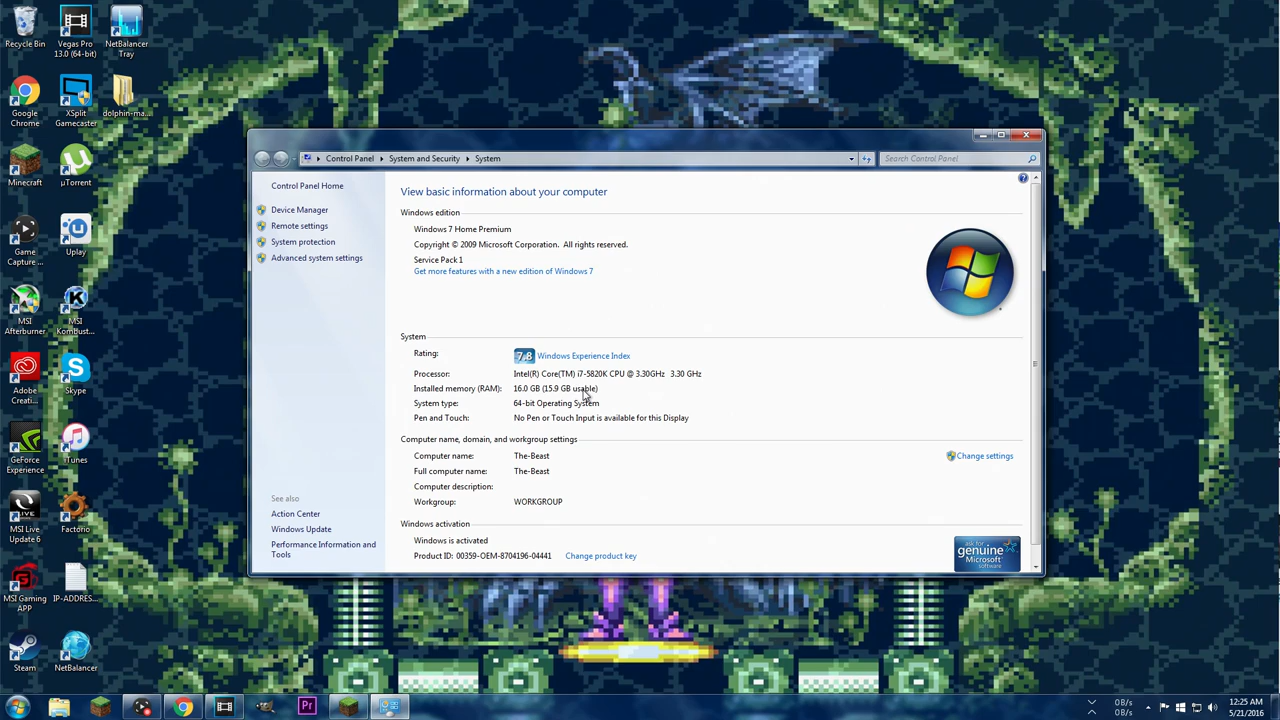 Recycle Bin
Vegas Pro
13.0 (64-bit)
NetBalancer
Tray
Google
Chrome
XSplit
Gamecaster
dolphin-ma...
Minecraft
µTorrent
Game
Capture ...
Uplay
MSI
Afterburner
MSI
Kombust...
Adobe
Creati...
Skype
GeForce
Experience
iTunes
MSI Live
Update 6
Factorio
MSI Gaming
APP
IP-ADDRES...
Steam
NetBalancer
Control Panel
System and Security
System
Search Control Panel
Control Panel Home
Device Manager
Remote settings
System protection
Advanced system settings
See also
Action Center
Windows Update
Performance Information and
Tools
View basic information about your computer
Windows edition
Windows 7 Home Premium
Copyright © 2009 Microsoft Corporation. All rights reserved.
Service Pack 1
Get more features with a new edition of Windows 7
System
Rating: 7.8 Windows Experience Index
Processor: Intel(R) Core(TM) i7-5820K CPU @ 3.30GHz 3.30 GHz
Installed memory (RAM): 16.0 GB (15.9 GB usable)
System type: 64-bit Operating System
Pen and Touch: No Pen or Touch Input is available for this Display
Computer name, domain, and workgroup settings
Computer name: The-Beast
Change settings
Full computer name: The-Beast
Computer description:
Workgroup: WORKGROUP
Windows activation
Windows is activated
Product ID: 00359-OEM-8704196-04441 Change product key
ask for
genuine
Microsoft
software
Pr
0B/s
0B/s
0B/s
0B/s
12:25 AM
5/21/2016